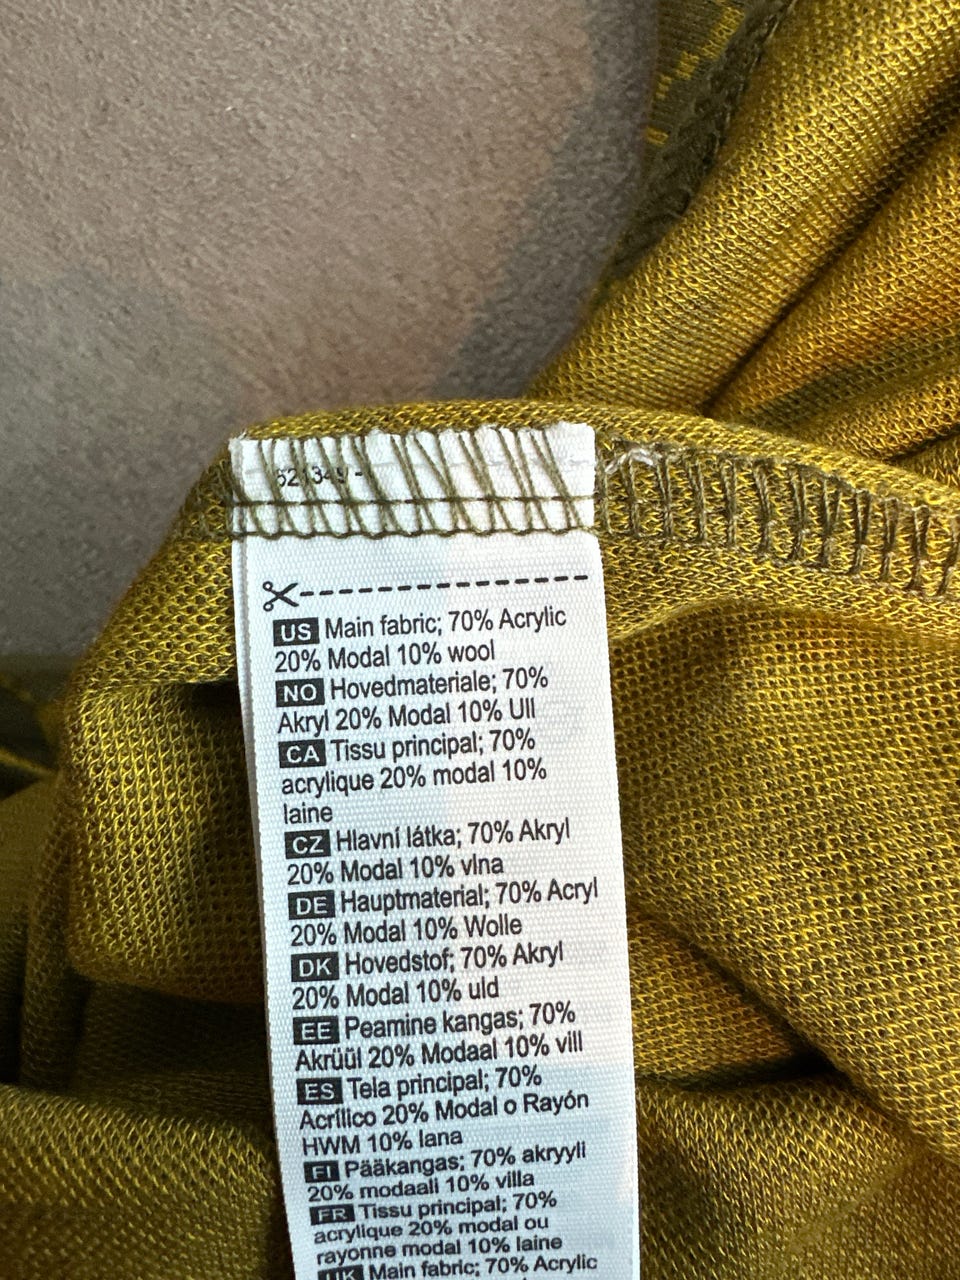 US Main fabric; 70% Acrylic
20% Modal 10% wool
NO Hovedmateriale; 70%
Akryl 20% Modal 10% Ull
CA Tissu principal; 70%
acrylique 20% modal 10%
laine
CZ Hlavní látka; 70% Akryl
20% Modal 10% vlna
DE Hauptmaterial; 70% Acryl
20% Modal 10% Wolle
DK Hovedstof; 70% Akryl
20% Modal 10% uld
EE Peamine kangas; 70%
Akrüül 20% Modaal 10% vill
ES Tela principal; 70%
Acrílico 20% Modal o Rayón
HWM 10% lana
FI Pääkangas; 70% akryyli
20% modaali 10% villa
FR Tissu principal; 70%
acrylique 20% modal ou
rayonne modal 10% laine
UK Main fabric; 70% Acrylic